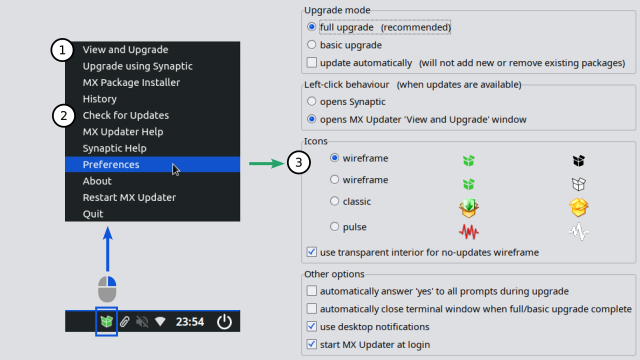 1
View and Upgrade
Upgrade using Synaptic
MX Package Installer
History
2
Check for Updates
MX Updater Help
Synaptic Help
Preferences
About
Restart MX Updater
Quit
23:54
3
Upgrade mode
full upgrade (recommended)
basic upgrade
update automatically (will not add new or remove existing packages)
Left-click behaviour (when updates are available)
opens Synaptic
opens MX Updater 'View and Upgrade' window
Icons
wireframe
wireframe
classic
pulse
use transparent interior for no-updates wireframe
Other options
automatically answer 'yes' to all prompts during upgrade
automatically close terminal window when full/basic upgrade complete
use desktop notifications
start MX Updater at login